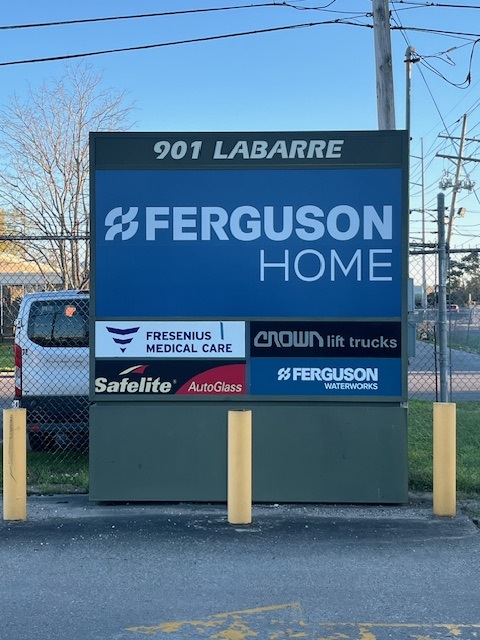 901 LABARRE
FERGUSON
HOME
FRESENIUS
MEDICAL CARE
CROWN lift trucks
Safelite® AutoGlass
FERGUSON
WATERWORKS